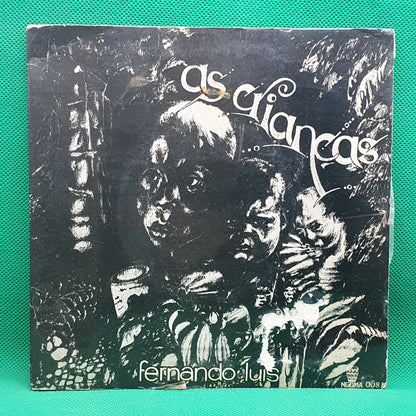 as crianças
fernando luis